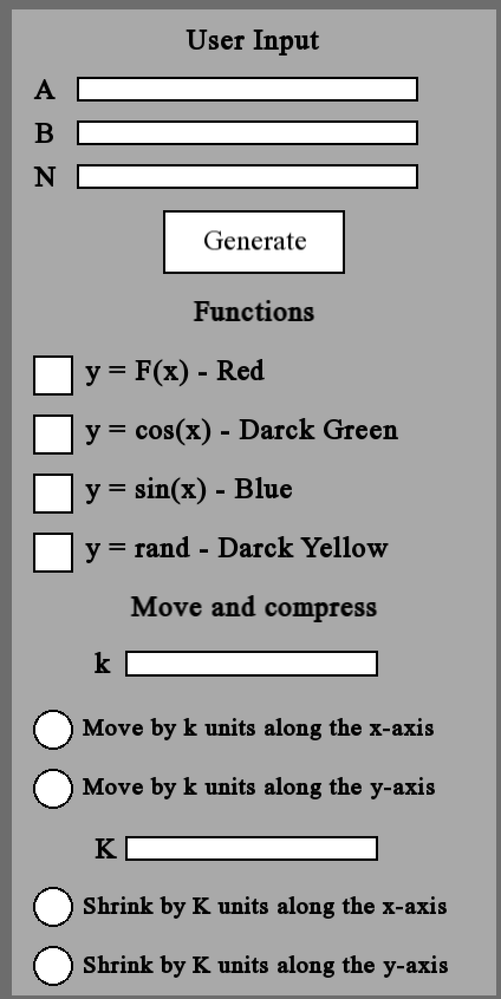 User Input
A
B
N
Generate
Functions
y = F(x) - Red
y = cos(x) - Darck Green
y = sin(x) - Blue
y = rand - Darck Yellow
Move and compress
k
Move by k units along the x-axis
Move by k units along the y-axis
K
Shrink by K units along the x-axis
Shrink by K units along the y-axis